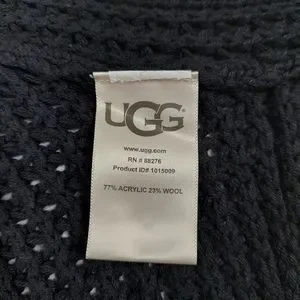 UGG
www.ugg.com
RN # 88276
Product ID# 1015009
77% ACRYLIC 23% WOOL